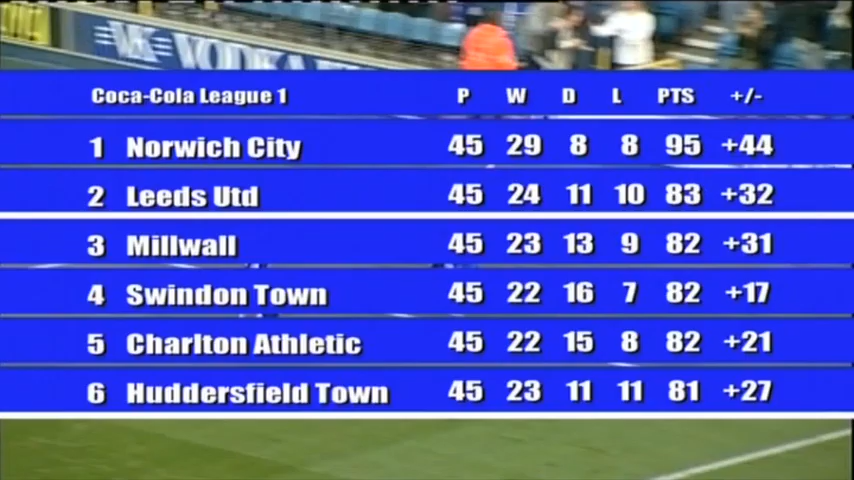 VK VODKA
Coca-Cola League 1 P W D L PTS +/-
1 Norwich City 45 29 8 8 95 +44
2 Leeds Utd 45 24 11 10 83 +32
3 Millwall 45 23 13 9 82 +31
4 Swindon Town 45 22 16 7 82 +17
5 Charlton Athletic 45 22 15 8 82 +21
6 Huddersfield Town 45 23 11 11 81 +27